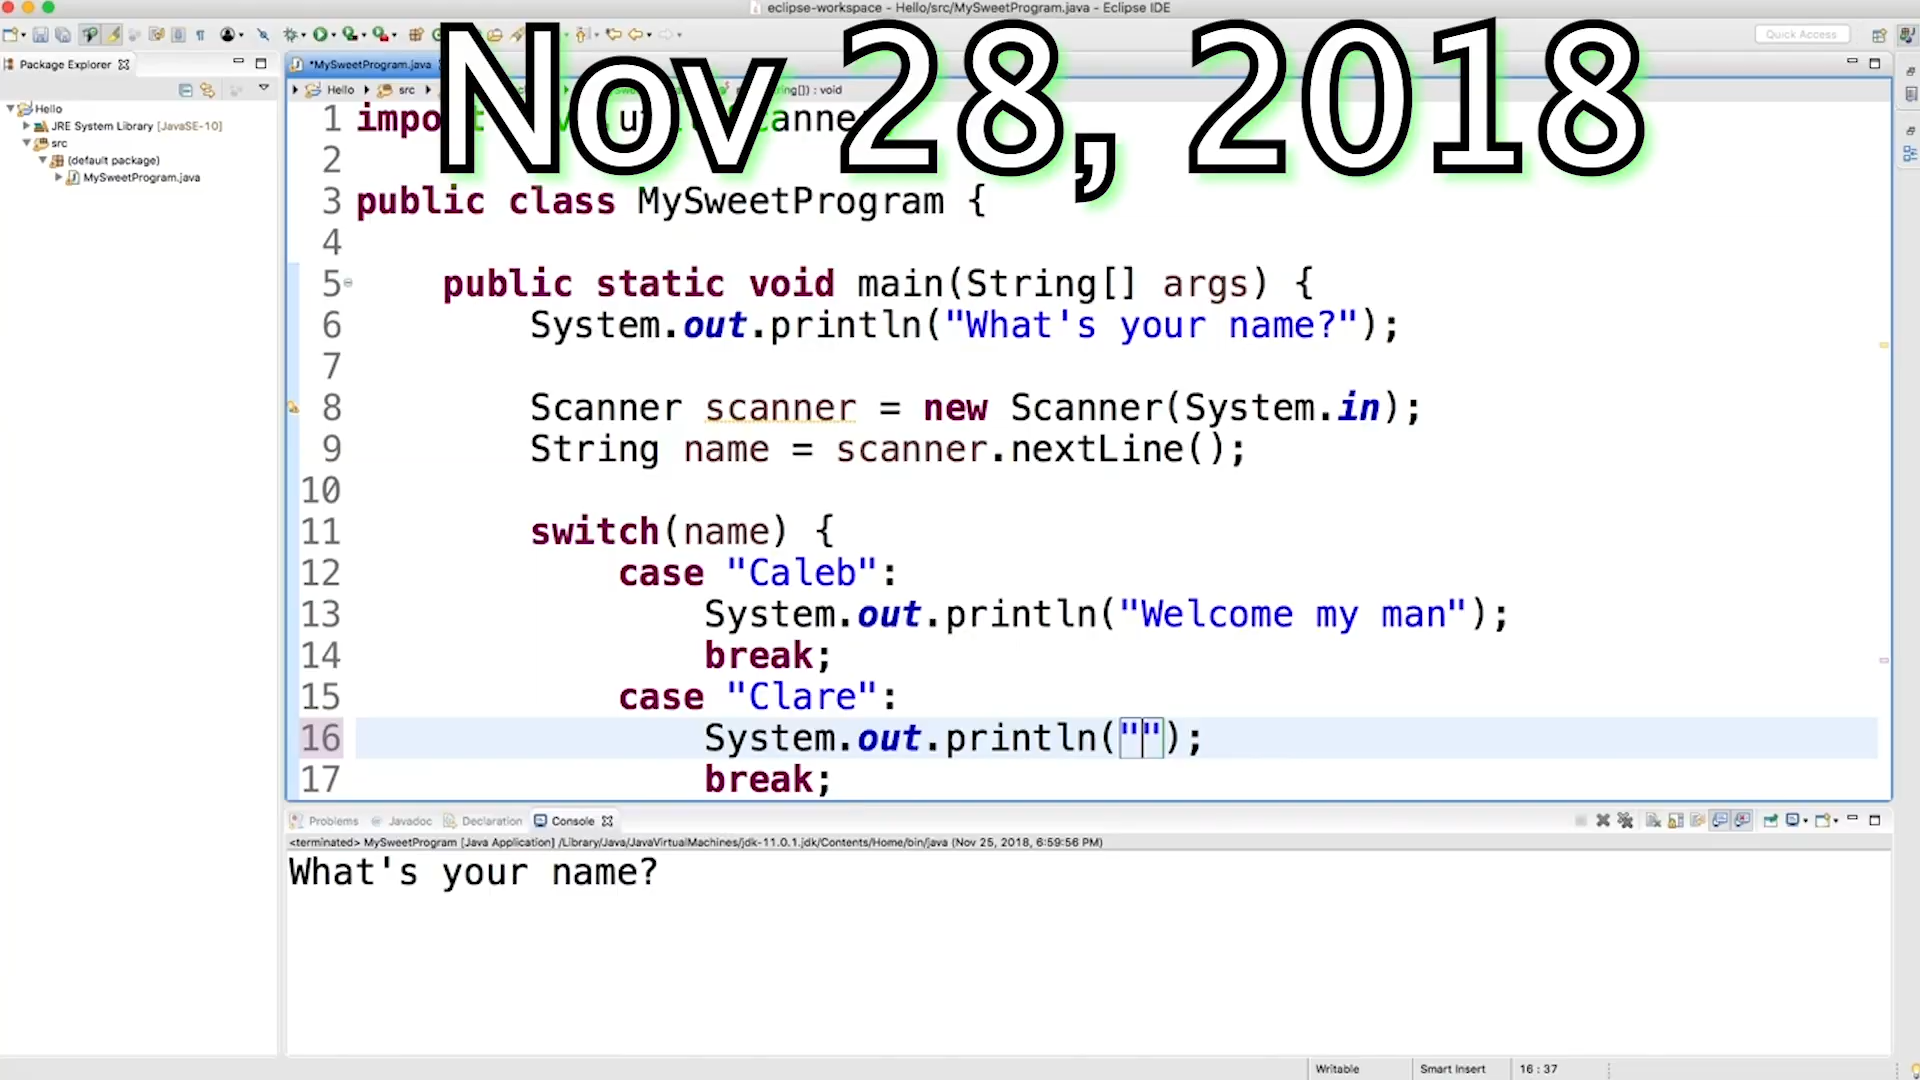 eclipse-workspace - Hello/src/MySweetProgram.java - Eclipse IDE
Nov 28, 2018
Quick Access
Package Explorer
*MySweetProgram.java
Hello
src
: void
Hello
JRE System Library [JavaSE-10]
src
(default package)
MySweetProgram.java
1 impo
2
3 public class MySweetProgram {
4
5 public static void main(String[] args) {
6 System.out.println("What's your name?");
7
8 Scanner scanner = new Scanner(System.in);
9 String name = scanner.nextLine();
10
11 switch(name) {
12 case "Caleb":
13 System.out.println("Welcome my man");
14 break;
15 case "Clare":
16 System.out.println("");
17 break;
Problems Javadoc Declaration Console
<terminated> MySweetProgram [Java Application] /Library/Java/JavaVirtualMachines/jdk-11.0.1.jdk/Contents/Home/bin/java (Nov 25, 2018, 6:59:56 PM)
What's your name?
Writable Smart Insert 16 : 37